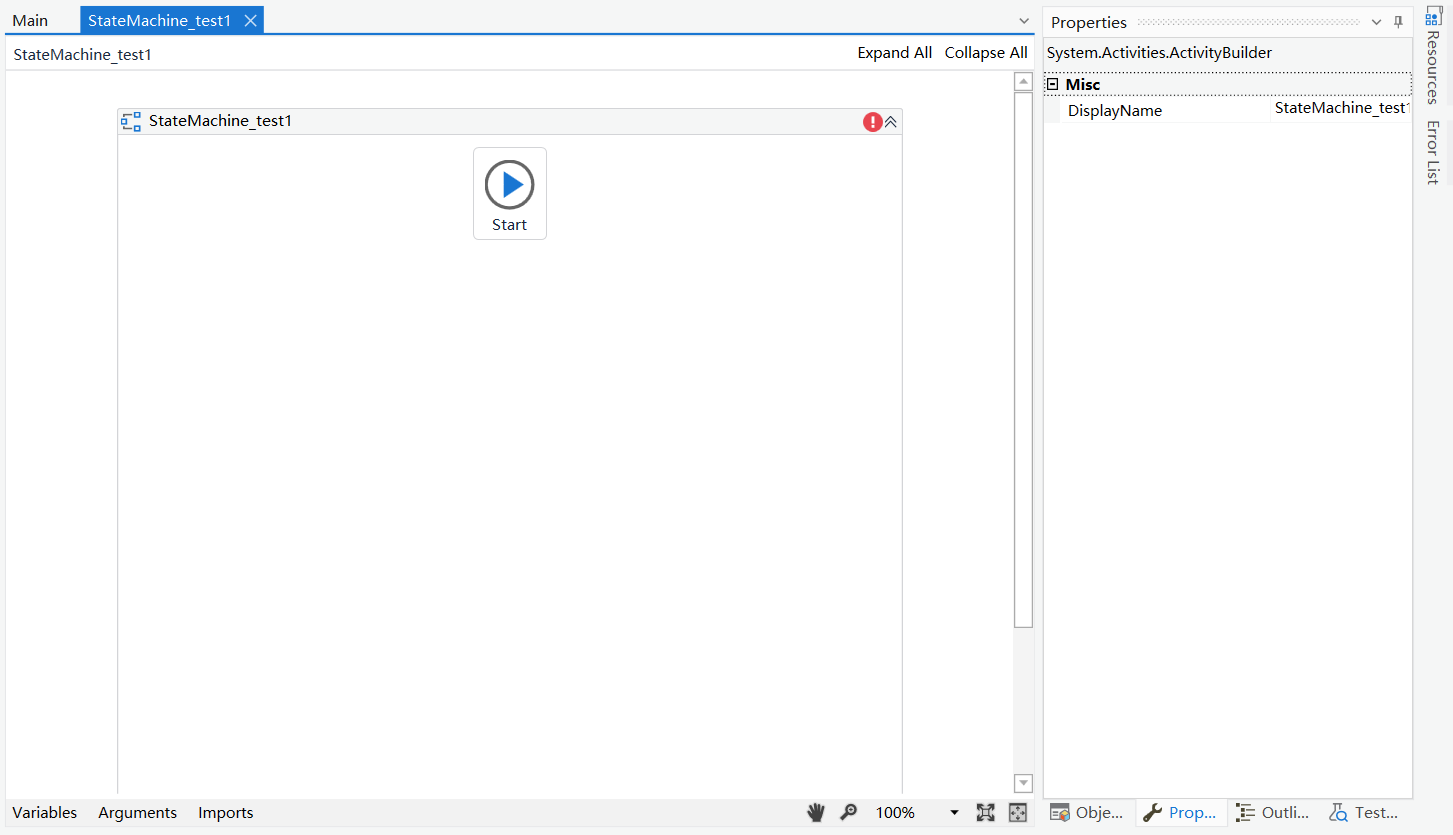 Main
StateMachine_test1
StateMachine_test1
Expand All
Collapse All
StateMachine_test1
Start
Variables
Arguments
Imports
100%
Properties
System.Activities.ActivityBuilder
Misc
DisplayName
StateMachine_test1
Obje...
Prop...
Outli...
Test...
Resources
Error List